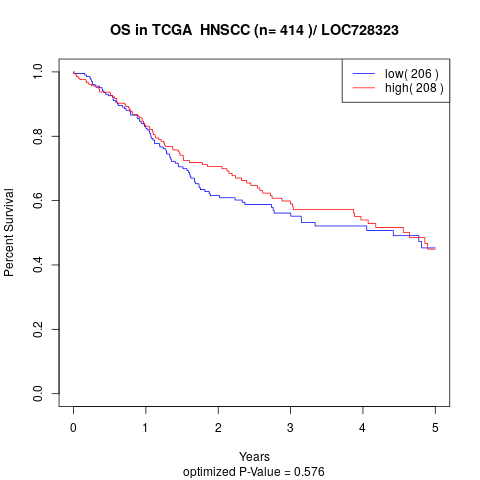 OS in TCGA  HNSCC (n= 414 )/ LOC728323
low( 206 )
high( 208 )
Percent Survival
1.0
0.8
0.6
0.4
0.2
0.0
0 1 2 3 4 5
Years
optimized P-Value = 0.576